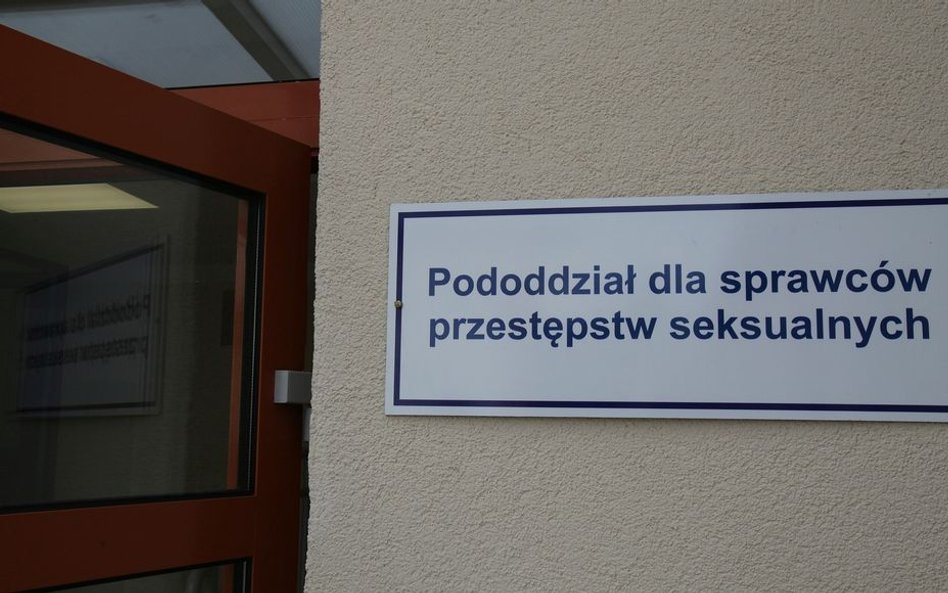 Pododdział dla sprawców
przestępstw seksualnych